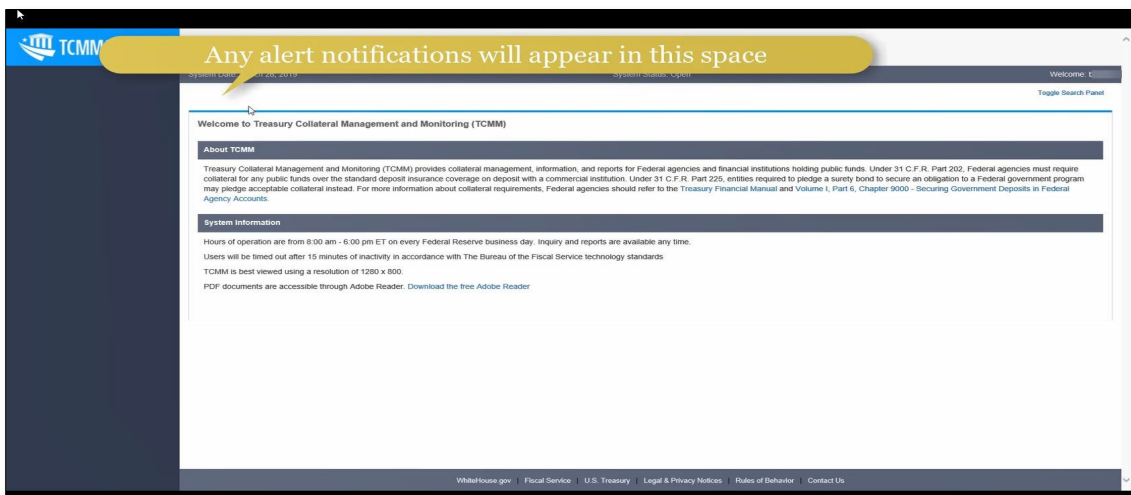 TCMM
Any alert notifications will appear in this space
System Date: 26, 2019
System Status: Open
Welcome: t
Toggle Search Panel
Welcome to Treasury Collateral Management and Monitoring (TCMM)
About TCMM
Treasury Collateral Management and Monitoring (TCMM) provides collateral management, information, and reports for Federal agencies and financial institutions holding public funds. Under 31 C.F.R. Part 202, Federal agencies must require
collateral for any public funds over the standard deposit insurance coverage on deposit with a commercial institution. Under 31 C.F.R. Part 225, entities required to pledge a surety bond to secure an obligation to a Federal government program
may pledge acceptable collateral instead. For more information about collateral requirements, Federal agencies should refer to the Treasury Financial Manual and Volume I, Part 6, Chapter 9000 - Securing Government Deposits in Federal
Agency Accounts.
System Information
Hours of operation are from 8:00 am - 6:00 pm ET on every Federal Reserve business day. Inquiry and reports are available any time.
Users will be timed out after 15 minutes of inactivity in accordance with The Bureau of the Fiscal Service technology standards
TCMM is best viewed using a resolution of 1280 x 800.
PDF documents are accessible through Adobe Reader. Download the free Adobe Reader
WhiteHouse.gov | Fiscal Service | U.S. Treasury | Legal & Privacy Notices | Rules of Behavior | Contact Us